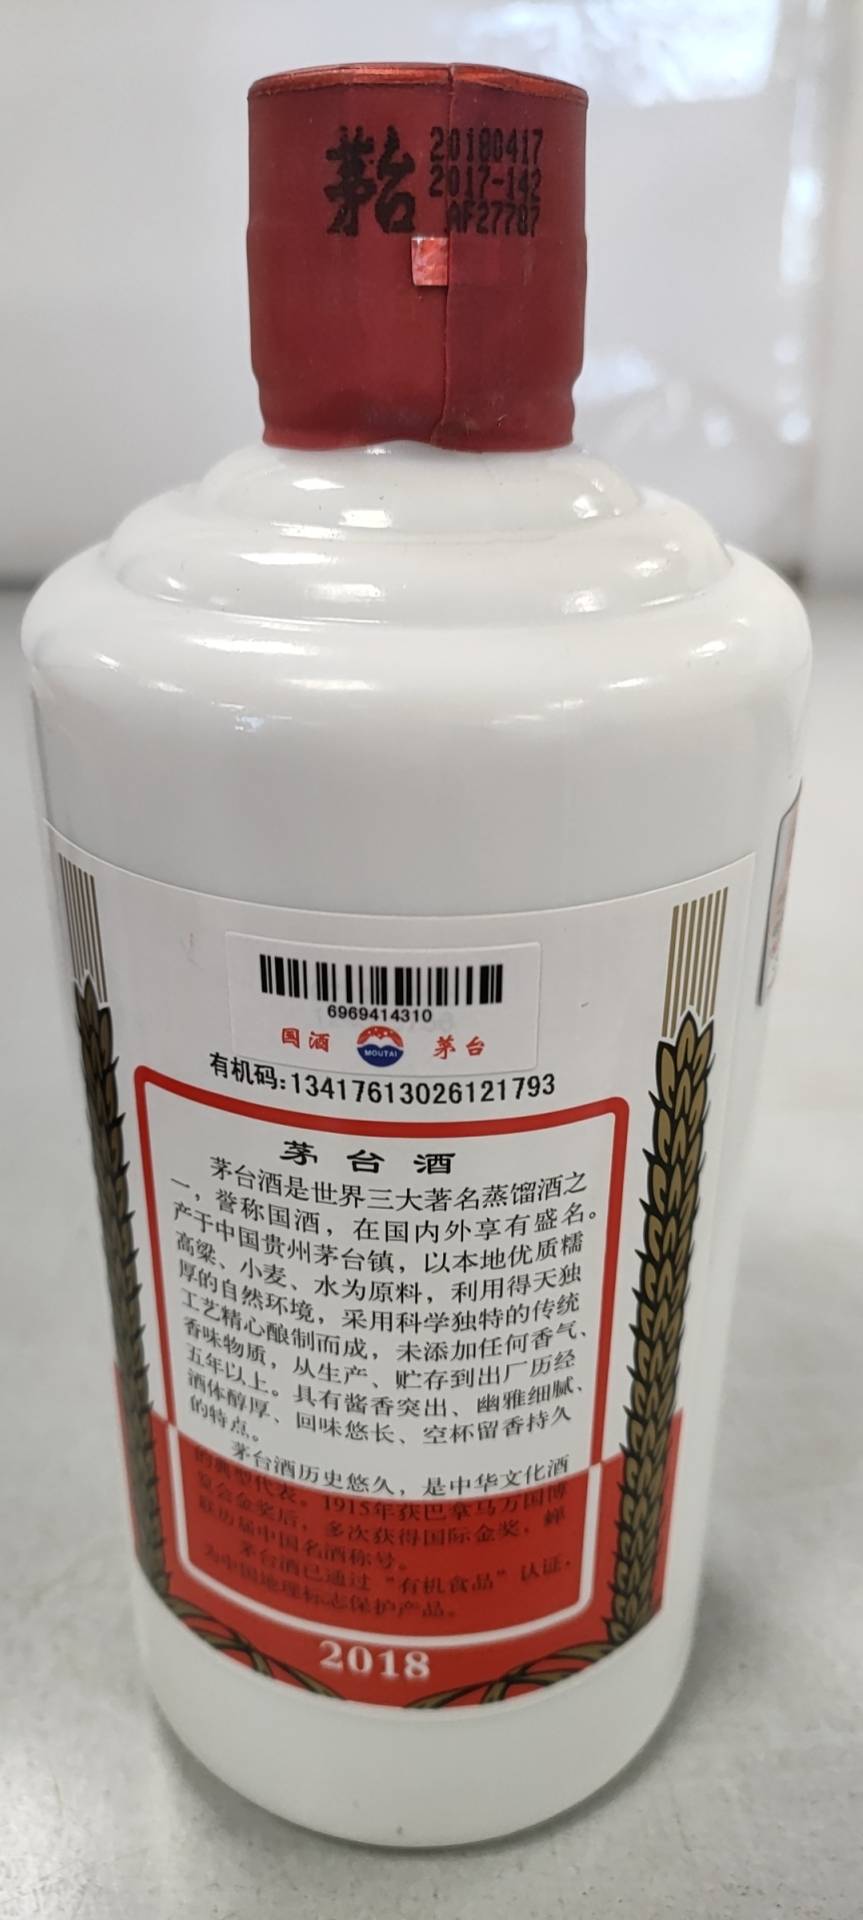 茅台
20180417
2017-142
AF27787
6969414310
国酒
MOUTAI
茅台
有机码:13417613026121793
茅台酒
茅台酒是世界三大著名蒸馏酒之
一，誉称国酒，在国内外享有盛名。
产于中国贵州茅台镇，以本地优质糯
高粱、小麦、水为原料，利用得天独
厚的自然环境，采用科学独特的传统
工艺精心酿制而成，未添加任何香气、
香味物质，从生产、贮存到出厂历经
五年以上。具有酱香突出、幽雅细腻、
酒体醇厚、回味悠长、空杯留香持久
的特点。
茅台酒历史悠久，是中华文化酒
的典型代表。1915年获巴拿马万国博
览会金奖后，多次获得国际金奖，蝉
联历届中国名酒称号。
茅台酒已通过“有机食品”认证，
为中国地理标志保护产品。
2018